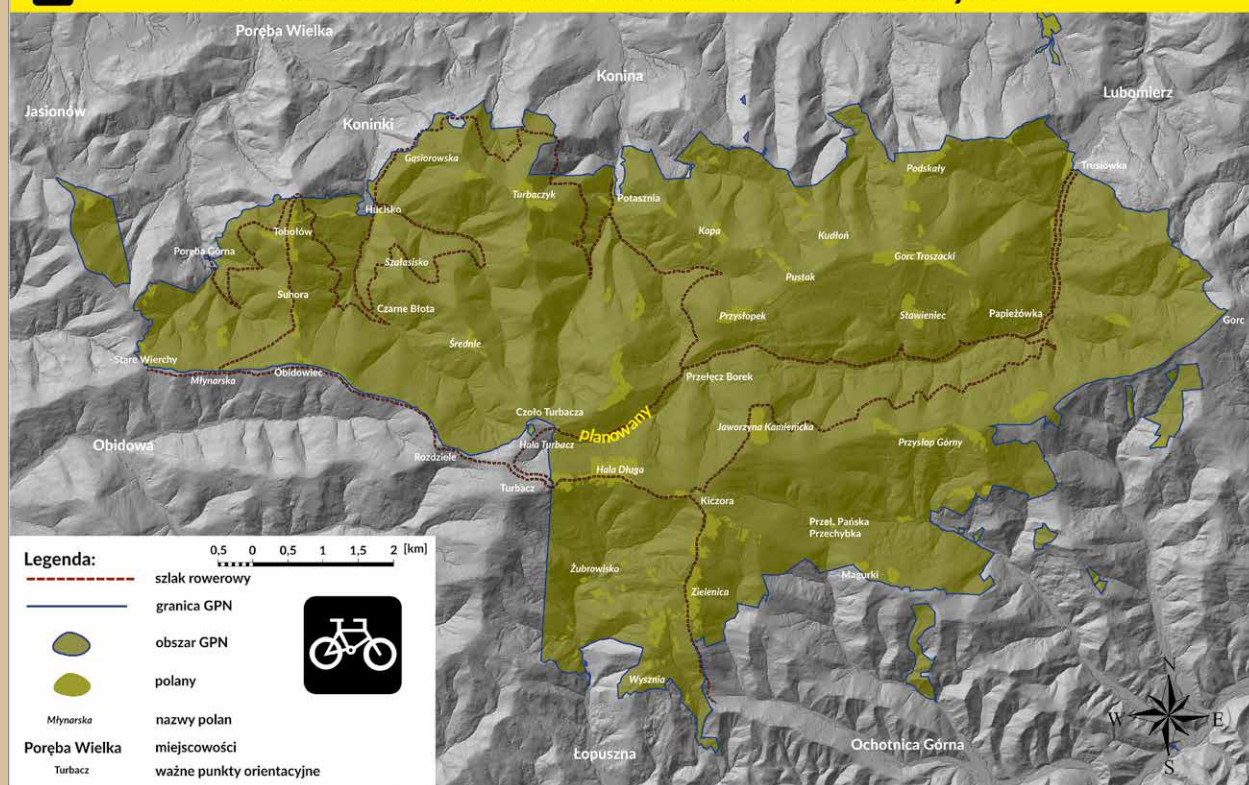 Poręba Wielka
Konina
Lubomierz
Jasionów
Koninki
Gąsiorowska
Trusiówka
Podskały
Turbaczyk
Potasznia
Hucisko
Tobołów
Kopa
Kudłoń
Poręba Górna
Szałasisko
Gorc Troszacki
Pustak
Suhora
Czarne Błota
Przysłopek
Stawieniec
Papieżówka
Gorc
Średnie
Stare Wierchy
Młynarska
Obidowiec
Przełęcz Borek
Czoło Turbacza
planowany
Jaworzyna Kamienicka
Obidowa
Hala Turbacz
Przysłop Górny
Rozdziele
Hala Długa
Turbacz
Kiczora
Przeł. Pańska
Przechybka
Żubrowisko
Magurki
Zielenica
Wysznia
Łopuszna
Ochotnica Górna
N
W
E
S
Legenda:
0,5 0 0,5 1 1,5 2 [km]
szlak rowerowy
granica GPN
obszar GPN
polany
Młynarska nazwy polan
Poręba Wielka miejscowości
Turbacz ważne punkty orientacyjne